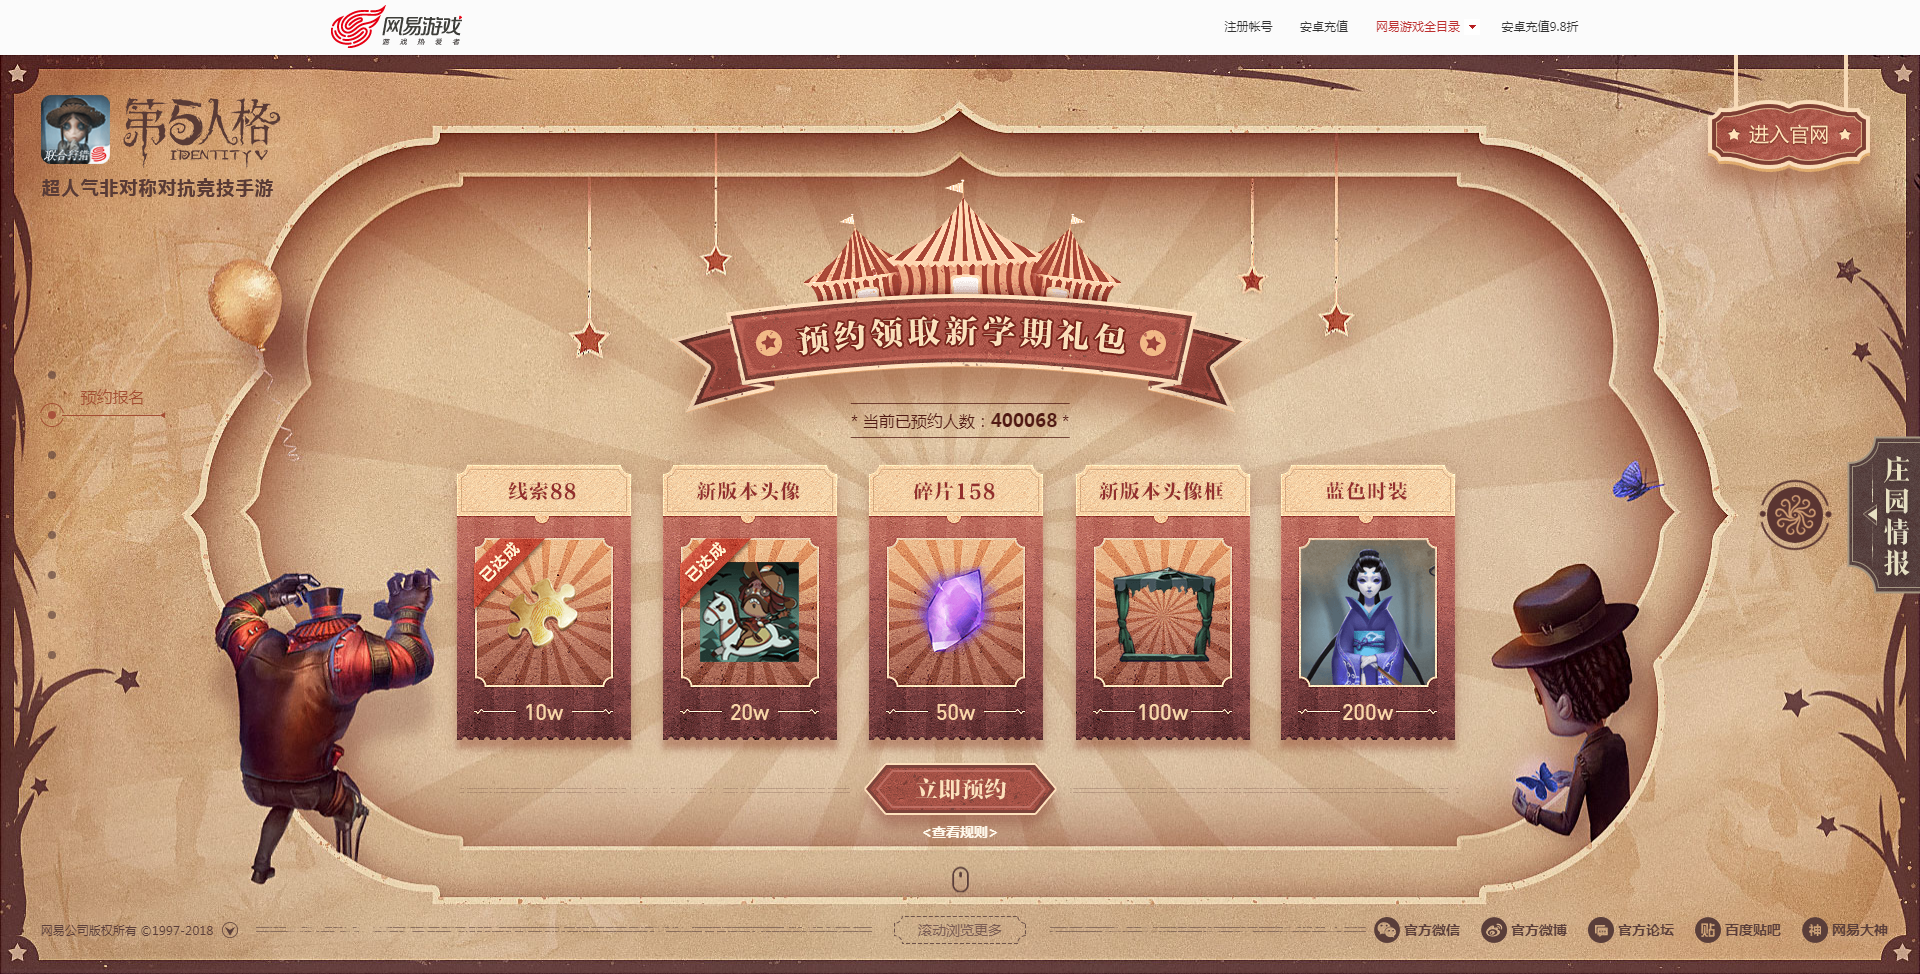 网易游戏
游戏热爱者
注册帐号
安卓充值
网易游戏全目录
安卓充值9.8折
第5人格
IDENTITY V
联合狩猎
超人气非对称对抗竞技手游
进入官网
预约领取新学期礼包
* 当前已预约人数：400068 *
预约报名
线索88
新版本头像
碎片158
新版本头像框
蓝色时装
已达成
已达成
10w
20w
50w
100w
200w
庄园情报
立即预约
<查看规则>
网易公司版权所有 ©1997-2018
滚动浏览更多
官方微信
官方微博
官方论坛
贴 百度贴吧
神 网易大神